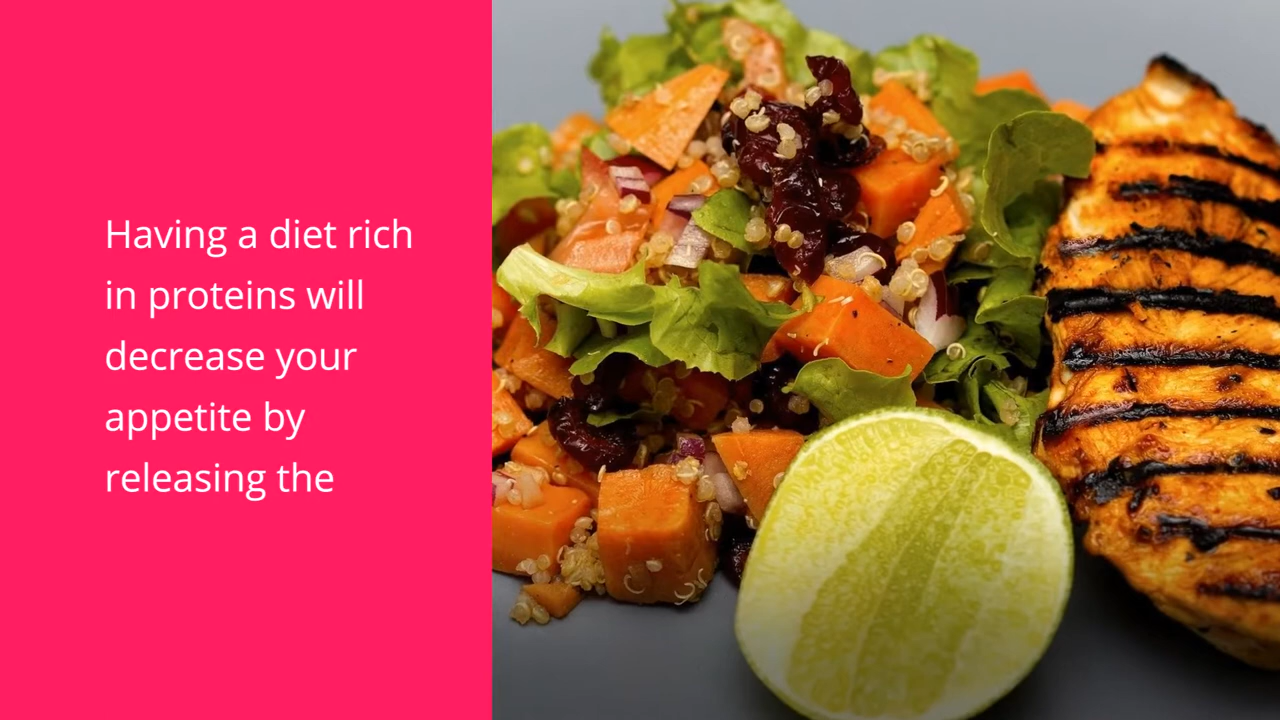 Having a diet rich
in proteins will
decrease your
appetite by
releasing the